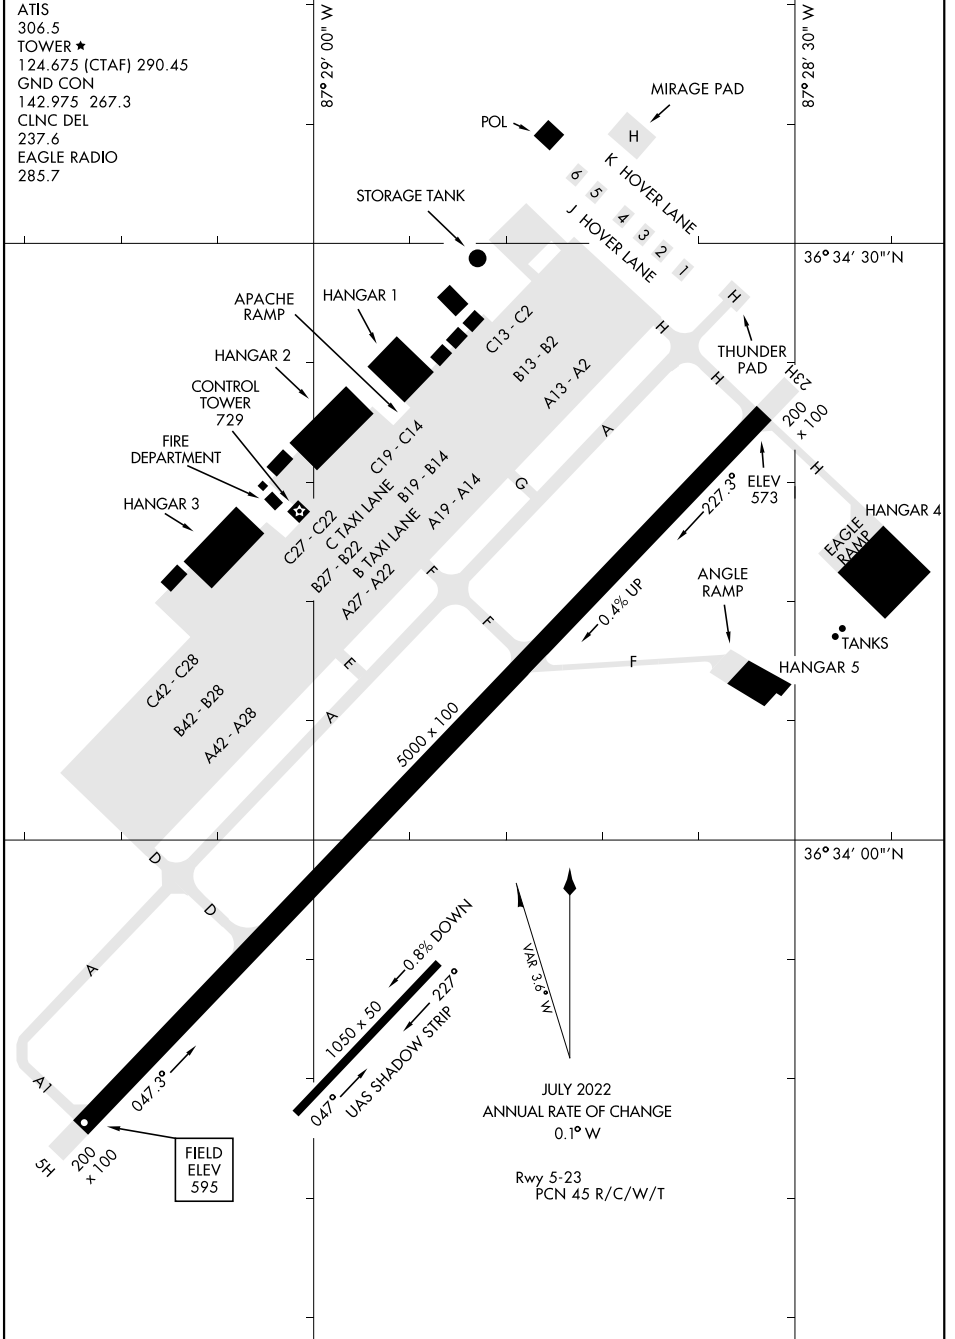 ATIS
306.5
TOWER ★
124.675 (CTAF) 290.45
GND CON
142.975 267.3
CLNC DEL
237.6
EAGLE RADIO
285.7
87° 29′ 00" W
87° 28′ 30" W
MIRAGE PAD
POL
H
K HOVER LANE
6
5
4
3
2
1
J HOVER LANE
STORAGE TANK
36° 34′ 30"′N
H
HANGAR 1
APACHE
RAMP
C13 - C2
B13 - B2
A13 - A2
H
THUNDER
PAD
HANGAR 2
H
23H
CONTROL
TOWER
729
200
x 100
FIRE
DEPARTMENT
C19 - C14
B19 - B14
A19 - A14
A
G
H
227.3°
ELEV
573
HANGAR 3
C27 - C22
C TAXI LANE
B27 - B22
B TAXI LANE
A27 - A22
HANGAR 4
EAGLE
RAMP
F
F
0.4% UP
ANGLE
RAMP
TANKS
F
HANGAR 5
E
C42 - C28
B42 - B28
A42 - A28
A
5000 x 100
36° 34′ 00"′N
D
D
A
0.8% DOWN
227°
1050 x 50
UAS SHADOW STRIP
047°
VAR 3.6° W
A1
047.3°
JULY 2022
ANNUAL RATE OF CHANGE
0.1° W
5H
200
x 100
FIELD
ELEV
595
Rwy 5-23
PCN 45 R/C/W/T